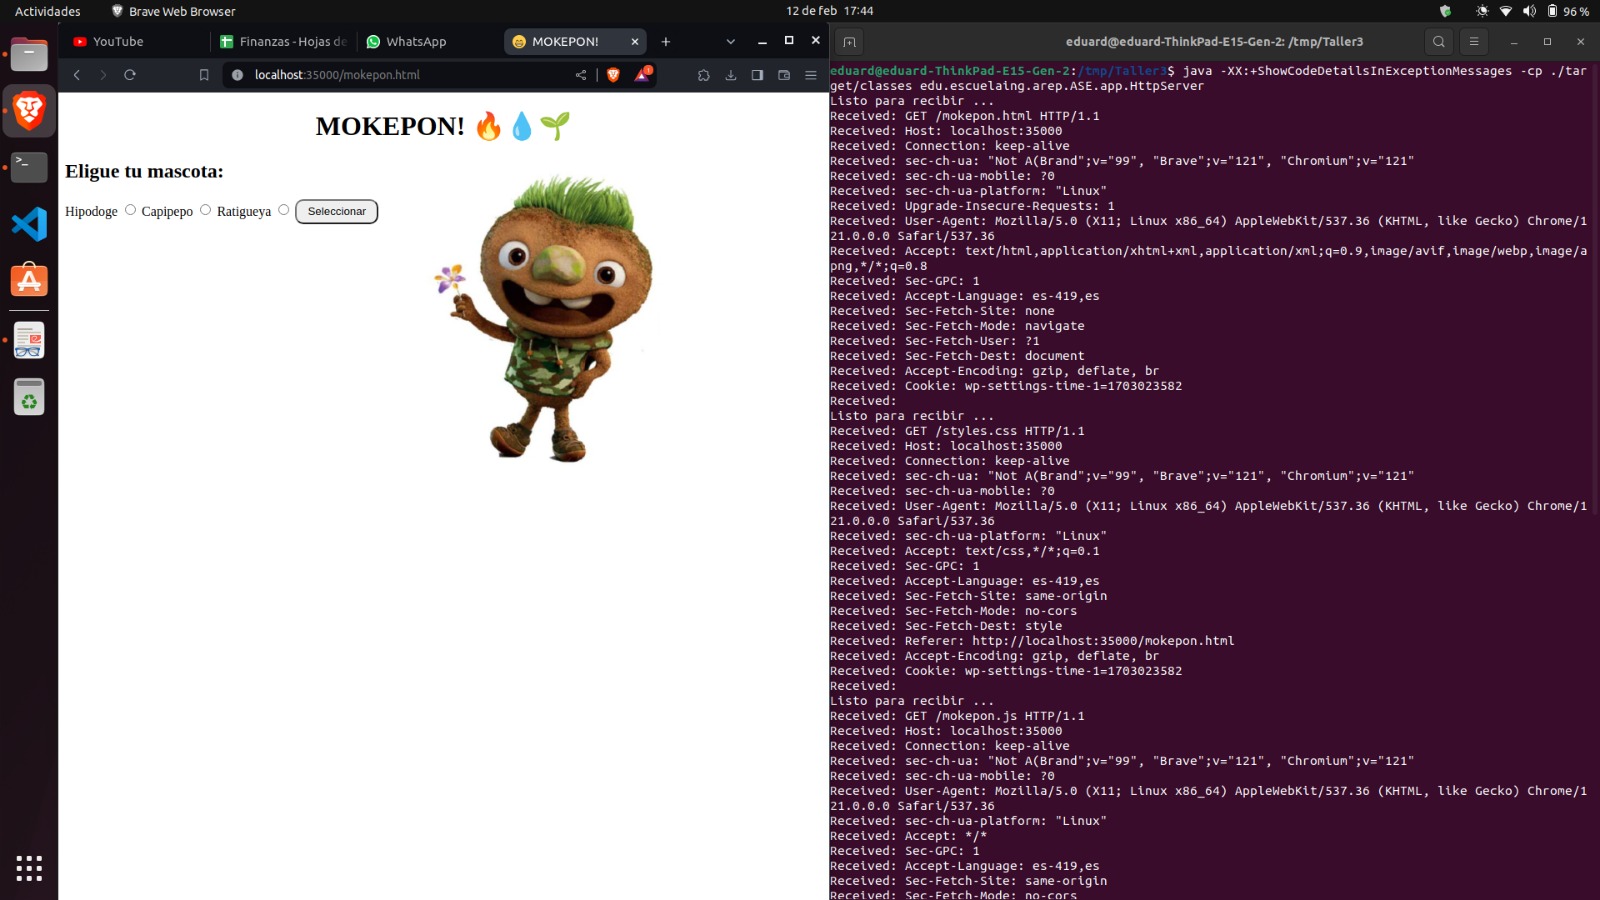 Actividades
Brave Web Browser
12 de feb 17:44
96 %
YouTube
Finanzas - Hojas de
WhatsApp
MOKEPON!
localhost:35000/mokepon.html
1
MOKEPON! 🔥💧🌱
Eligue tu mascota:
Hipodoge Capipepo Ratigueya Seleccionar
eduard@eduard-ThinkPad-E15-Gen-2: /tmp/Taller3
eduard@eduard-ThinkPad-E15-Gen-2:/tmp/Taller3$ java -XX:+ShowCodeDetailsInExceptionMessages -cp ./tar
get/classes edu.escuelaing.arep.ASE.app.HttpServer
Listo para recibir ...
Received: GET /mokepon.html HTTP/1.1
Received: Host: localhost:35000
Received: Connection: keep-alive
Received: sec-ch-ua: "Not A(Brand";v="99", "Brave";v="121", "Chromium";v="121"
Received: sec-ch-ua-mobile: ?0
Received: sec-ch-ua-platform: "Linux"
Received: Upgrade-Insecure-Requests: 1
Received: User-Agent: Mozilla/5.0 (X11; Linux x86_64) AppleWebKit/537.36 (KHTML, like Gecko) Chrome/1
21.0.0.0 Safari/537.36
Received: Accept: text/html,application/xhtml+xml,application/xml;q=0.9,image/avif,image/webp,image/a
png,*/*;q=0.8
Received: Sec-GPC: 1
Received: Accept-Language: es-419,es
Received: Sec-Fetch-Site: none
Received: Sec-Fetch-Mode: navigate
Received: Sec-Fetch-User: ?1
Received: Sec-Fetch-Dest: document
Received: Accept-Encoding: gzip, deflate, br
Received: Cookie: wp-settings-time-1=1703023582
Received:
Listo para recibir ...
Received: GET /styles.css HTTP/1.1
Received: Host: localhost:35000
Received: Connection: keep-alive
Received: sec-ch-ua: "Not A(Brand";v="99", "Brave";v="121", "Chromium";v="121"
Received: sec-ch-ua-mobile: ?0
Received: User-Agent: Mozilla/5.0 (X11; Linux x86_64) AppleWebKit/537.36 (KHTML, like Gecko) Chrome/1
21.0.0.0 Safari/537.36
Received: sec-ch-ua-platform: "Linux"
Received: Accept: text/css,*/*;q=0.1
Received: Sec-GPC: 1
Received: Accept-Language: es-419,es
Received: Sec-Fetch-Site: same-origin
Received: Sec-Fetch-Mode: no-cors
Received: Sec-Fetch-Dest: style
Received: Referer: http://localhost:35000/mokepon.html
Received: Accept-Encoding: gzip, deflate, br
Received: Cookie: wp-settings-time-1=1703023582
Received:
Listo para recibir ...
Received: GET /mokepon.js HTTP/1.1
Received: Host: localhost:35000
Received: Connection: keep-alive
Received: sec-ch-ua: "Not A(Brand";v="99", "Brave";v="121", "Chromium";v="121"
Received: sec-ch-ua-mobile: ?0
Received: User-Agent: Mozilla/5.0 (X11; Linux x86_64) AppleWebKit/537.36 (KHTML, like Gecko) Chrome/1
21.0.0.0 Safari/537.36
Received: sec-ch-ua-platform: "Linux"
Received: Accept: */*
Received: Sec-GPC: 1
Received: Accept-Language: es-419,es
Received: Sec-Fetch-Site: same-origin
Received: Sec-Fetch-Mode: no-cors